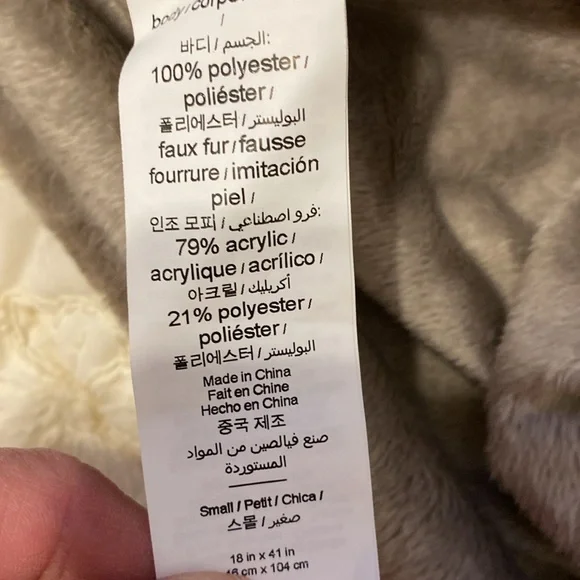 /
바디 / الجسم:
100% polyester /
poliéster /
폴리에스터 / البوليستر
faux fur / fausse
fourrure / imitación
piel /
인조 모피 / فرو اصطناعي:
79% acrylic /
acrylique / acrílico /
아크릴 / أكريليك
21% polyester /
poliéster /
폴리에스터 / البوليستر
Made in China
Fait en Chine
Hecho en China
중국 제조
صنع فيالصين من المواد
المستوردة
Small / Petit / Chica /
스몰 / صغير
18 in x 41 in
cm x 104 cm